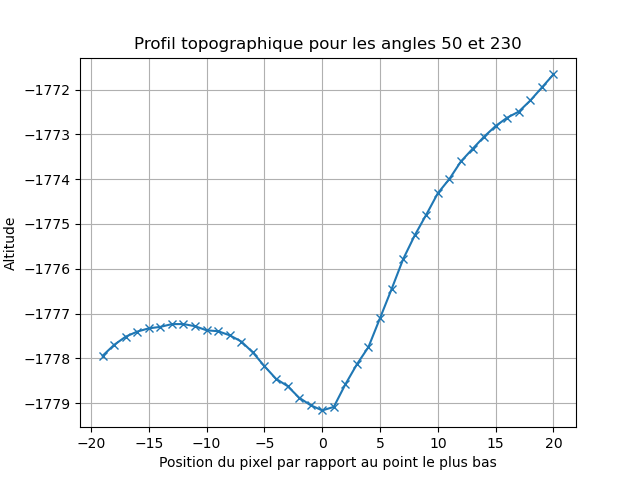 Profil topographique pour les angles 50 et 230
−1772
−1773
−1774
−1775
−1776
−1777
−1778
−1779
Altitude
−20 −15 −10 −5 0 5 10 15 20
Position du pixel par rapport au point le plus bas